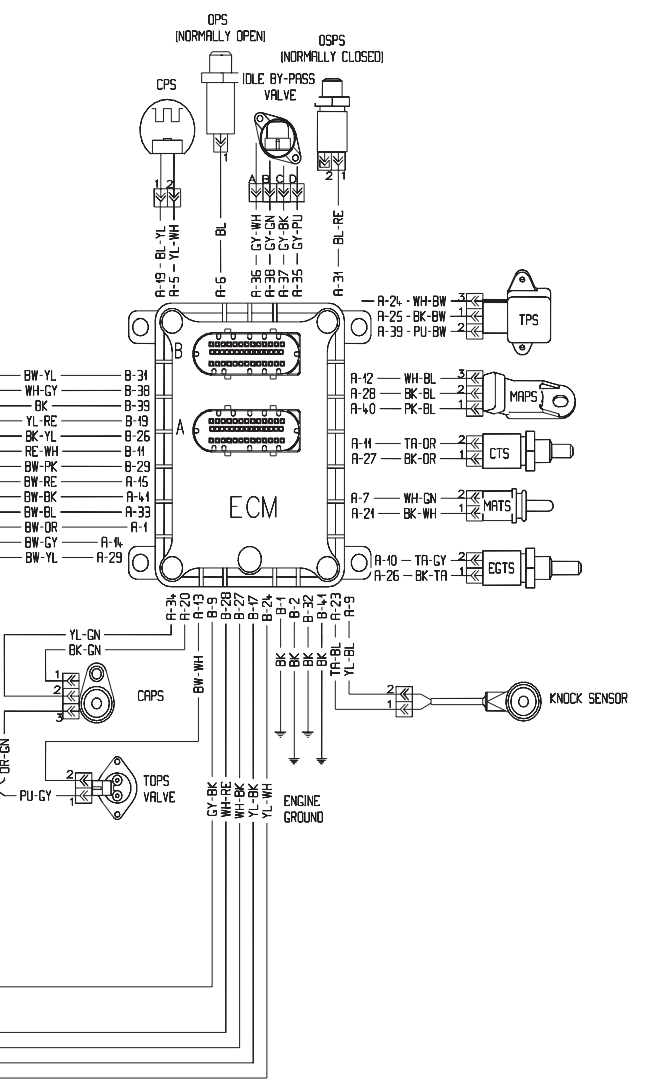 OPS
(NORMALLY OPEN)
OSPS
(NORMALLY CLOSED)
IDLE BY-PASS
VALVE
CPS
1
2 1
A B C D
1 2
A-19 - BL-YL
A-5 - YL-WH
A-6 BL
A-36 - GY-WH
A-38 - GY-GN
A-37 - GY-BK
A-35 - GY-PU
A-31 BL-RE
A-24 - WH-BW 3
A-25 - BK-BW 1
A-39 - PU-BW 2
TPS
A-12 WH-BL 3
A-28 BK-BL 2
A-40 PK-BL 1
MAPS
A-11 TA-OR 2
A-27 BK-OR 1
CTS
A-7 WH-GN 2
A-21 BK-WH 1
MATS
A-10 TA-GY 2
A-26 BK-TA 1
EGTS
B
A
ECM
BW-YL B-31
WH-GY B-38
BK B-39
YL-RE B-19
BK-YL B-26
RE-WH B-11
BW-PK B-29
BW-RE A-15
BW-BK A-41
BW-BL A-33
BW-OR A-1
BW-GY A-14
BW-YL A-29
A-34
A-20
A-13
B-9
B-28
B-27
B-17
B-24
B-1
B-2
B-32
B-41
A-23
A-9
YL-GN
BK-GN
BW-WH
BK
BK
BK
BK
TA-BL
YL-BL
1
2
3
CAPS
2
1
KNOCK SENSOR
OR-GN
PU-GY
2
1
TOPS
VALVE
GY-BK
WH-RE
WH-BK
YL-BK
YL-WH
ENGINE
GROUND